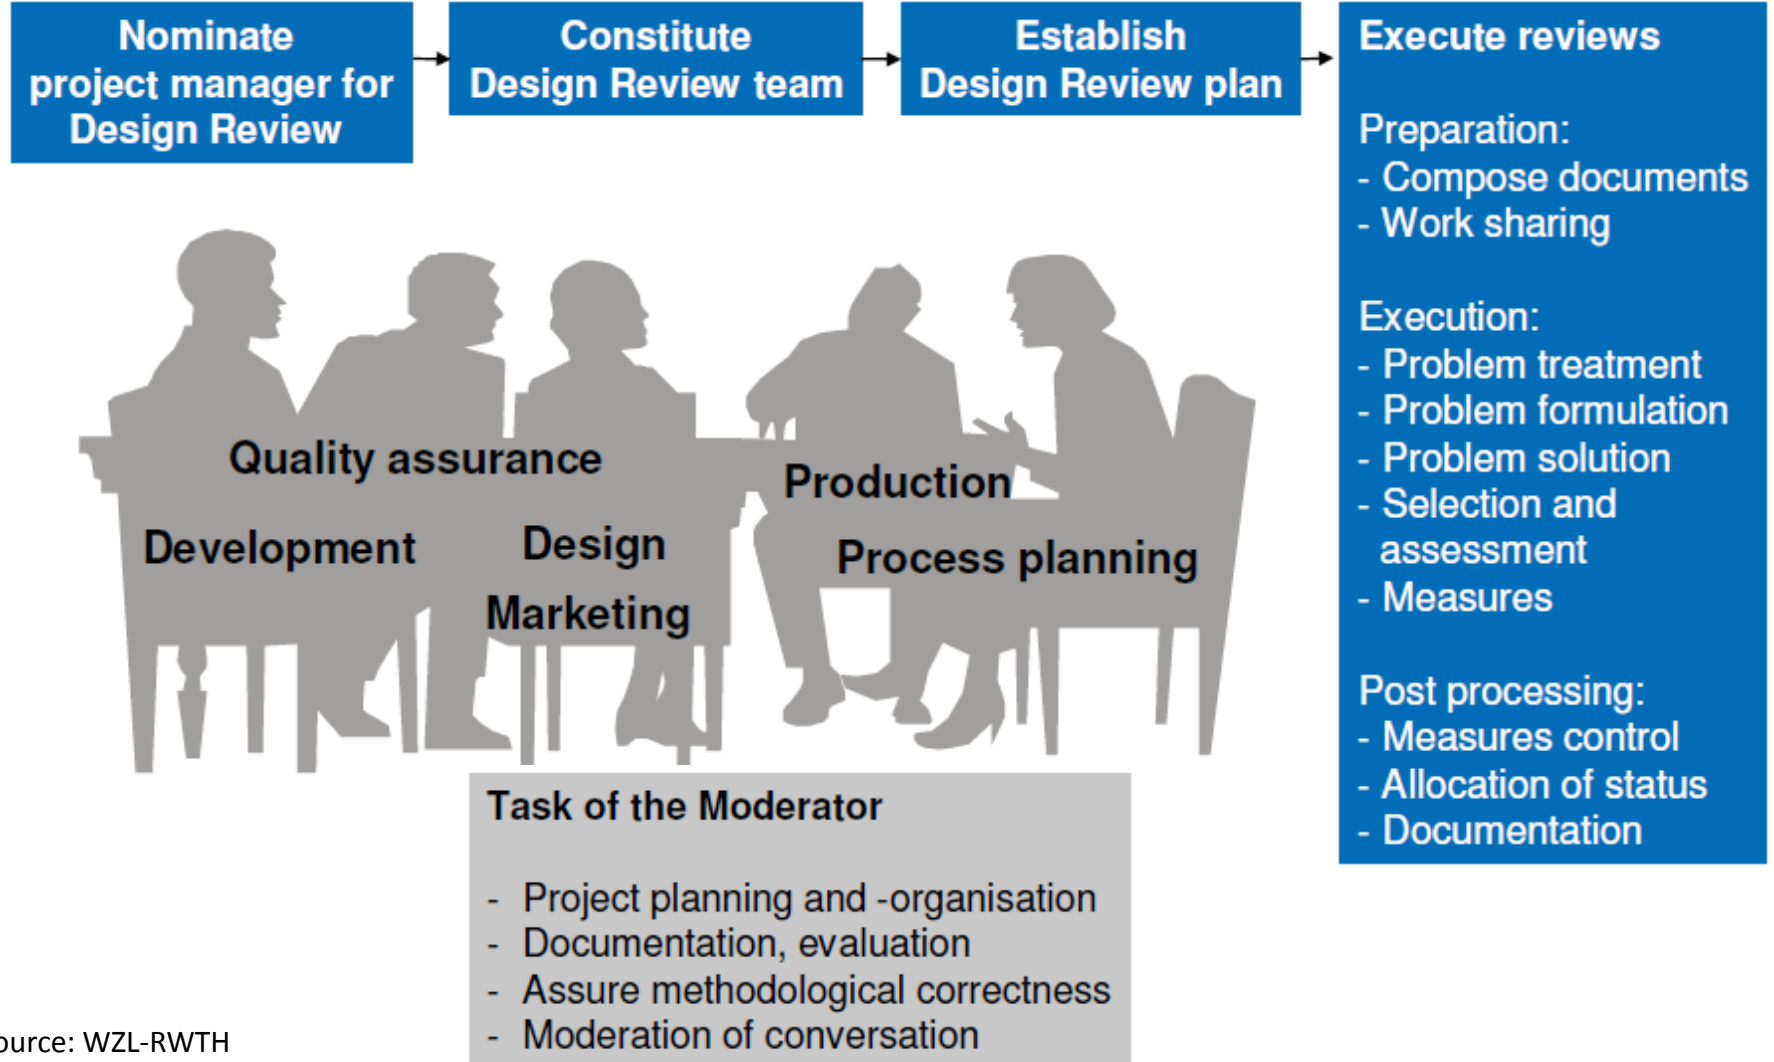 Nominate
project manager for
Design Review
Constitute
Design Review team
Establish
Design Review plan
Execute reviews
Preparation:
- Compose documents
- Work sharing
Execution:
- Problem treatment
- Problem formulation
- Problem solution
- Selection and
assessment
- Measures
Post processing:
- Measures control
- Allocation of status
- Documentation
Quality assurance
Development
Design
Marketing
Production
Process planning
Task of the Moderator
- Project planning and -organisation
- Documentation, evaluation
- Assure methodological correctness
- Moderation of conversation
ource: WZL-RWTH